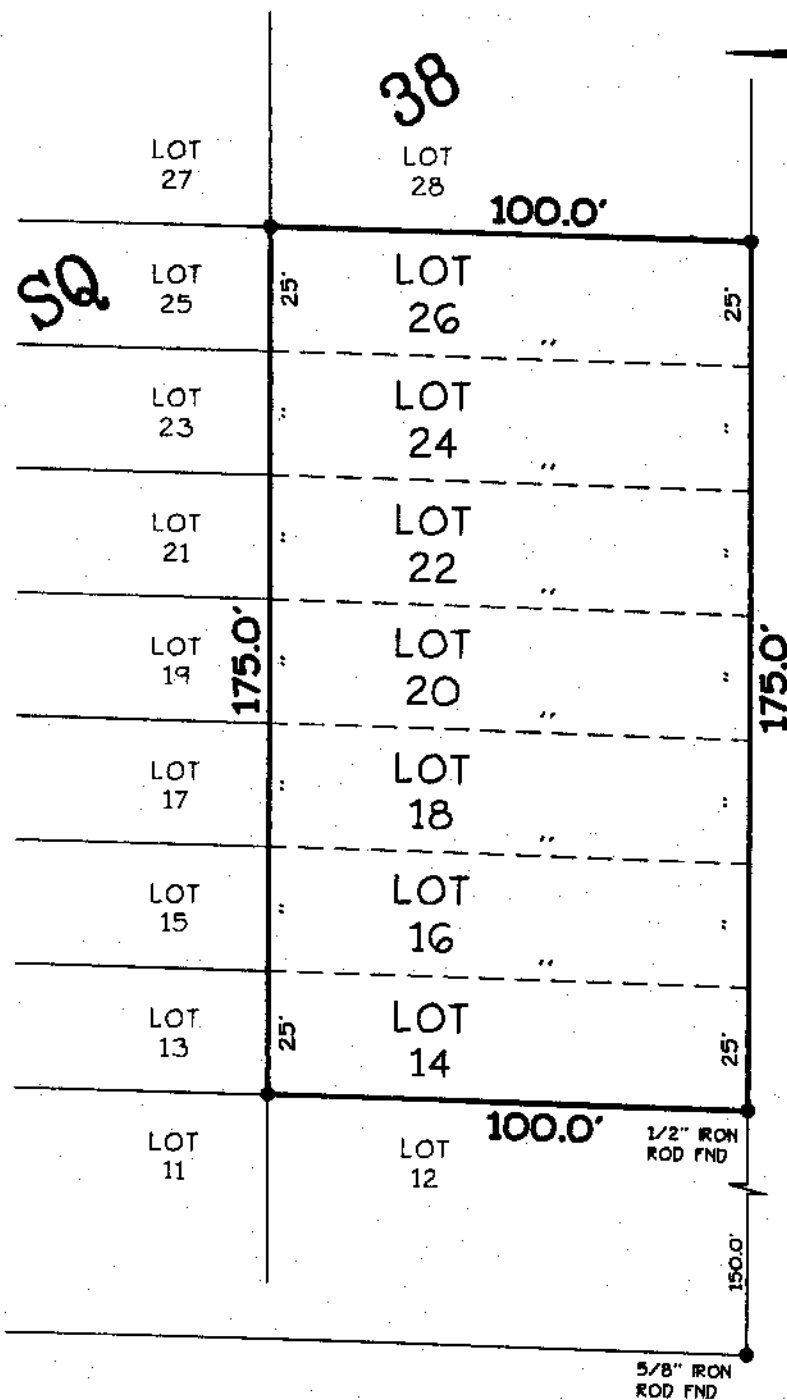 38
LOT
27
LOT
28
100.0'
SQ
LOT
25
25'
LOT
26
25'
"
LOT
23
"
LOT
24
"
"
LOT
21
"
LOT
22
"
"
175.0'
LOT
19
"
LOT
20
"
"
175.0'
LOT
17
"
LOT
18
"
"
LOT
15
"
LOT
16
"
"
LOT
13
25'
LOT
14
25'
100.0'
1/2" IRON
ROD FND
LOT
11
LOT
12
150.0'
5/8" IRON
ROD FND